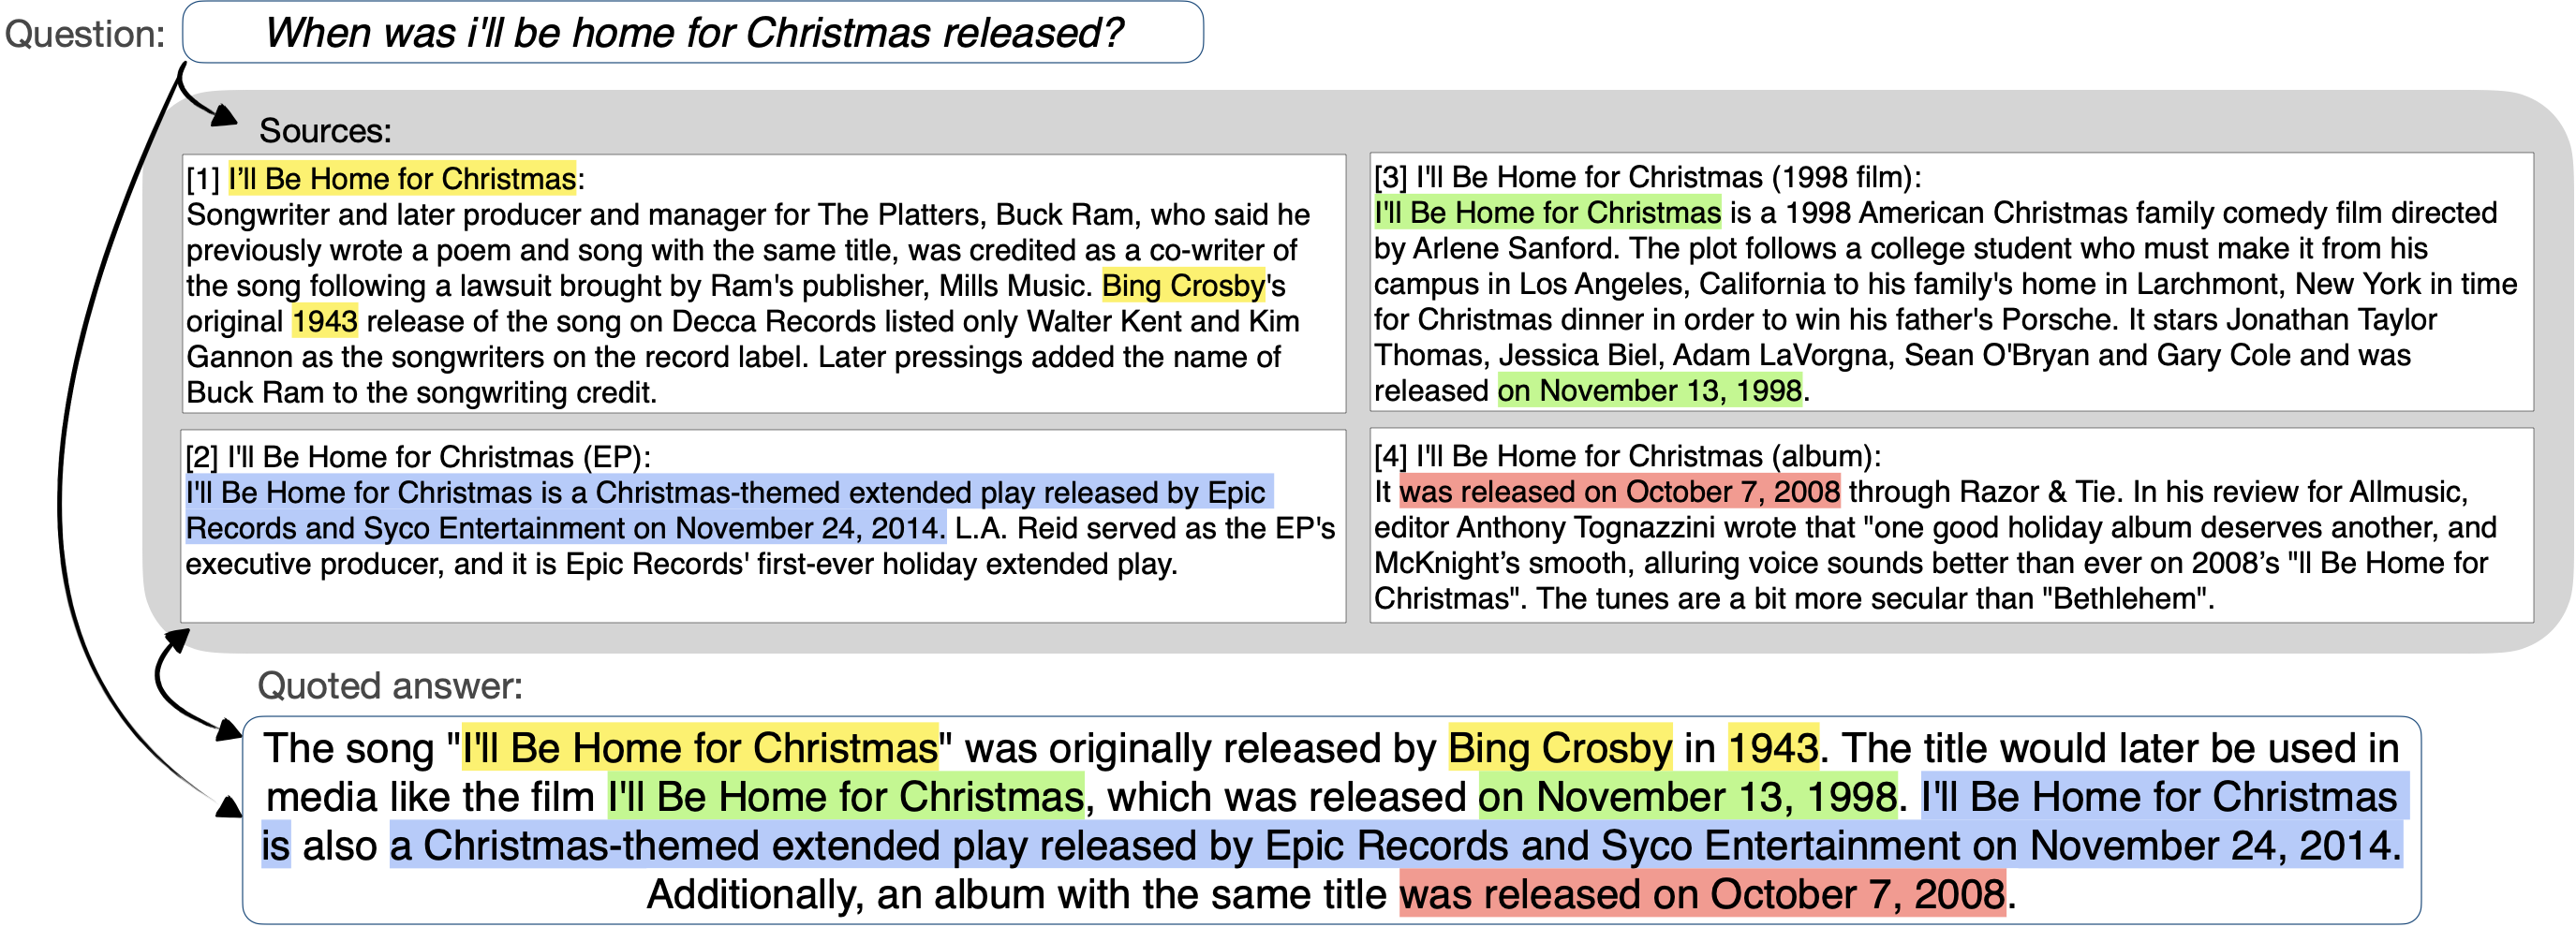 Question:
When was i'll be home for Christmas released?
Sources:
[1] I’ll Be Home for Christmas:
Songwriter and later producer and manager for The Platters, Buck Ram, who said he
previously wrote a poem and song with the same title, was credited as a co-writer of
the song following a lawsuit brought by Ram's publisher, Mills Music. Bing Crosby's
original 1943 release of the song on Decca Records listed only Walter Kent and Kim
Gannon as the songwriters on the record label. Later pressings added the name of
Buck Ram to the songwriting credit.
[2] I'll Be Home for Christmas (EP):
I'll Be Home for Christmas is a Christmas-themed extended play released by Epic
Records and Syco Entertainment on November 24, 2014. L.A. Reid served as the EP's
executive producer, and it is Epic Records' first-ever holiday extended play.
[3] I'll Be Home for Christmas (1998 film):
I'll Be Home for Christmas is a 1998 American Christmas family comedy film directed
by Arlene Sanford. The plot follows a college student who must make it from his
campus in Los Angeles, California to his family's home in Larchmont, New York in time
for Christmas dinner in order to win his father's Porsche. It stars Jonathan Taylor
Thomas, Jessica Biel, Adam LaVorgna, Sean O'Bryan and Gary Cole and was
released on November 13, 1998.
[4] I'll Be Home for Christmas (album):
It was released on October 7, 2008 through Razor & Tie. In his review for Allmusic,
editor Anthony Tognazzini wrote that "one good holiday album deserves another, and
McKnight’s smooth, alluring voice sounds better than ever on 2008’s "ll Be Home for
Christmas". The tunes are a bit more secular than "Bethlehem".
Quoted answer:
The song "I'll Be Home for Christmas" was originally released by Bing Crosby in 1943. The title would later be used in
media like the film I'll Be Home for Christmas, which was released on November 13, 1998. I'll Be Home for Christmas
is also a Christmas-themed extended play released by Epic Records and Syco Entertainment on November 24, 2014.
Additionally, an album with the same title was released on October 7, 2008.